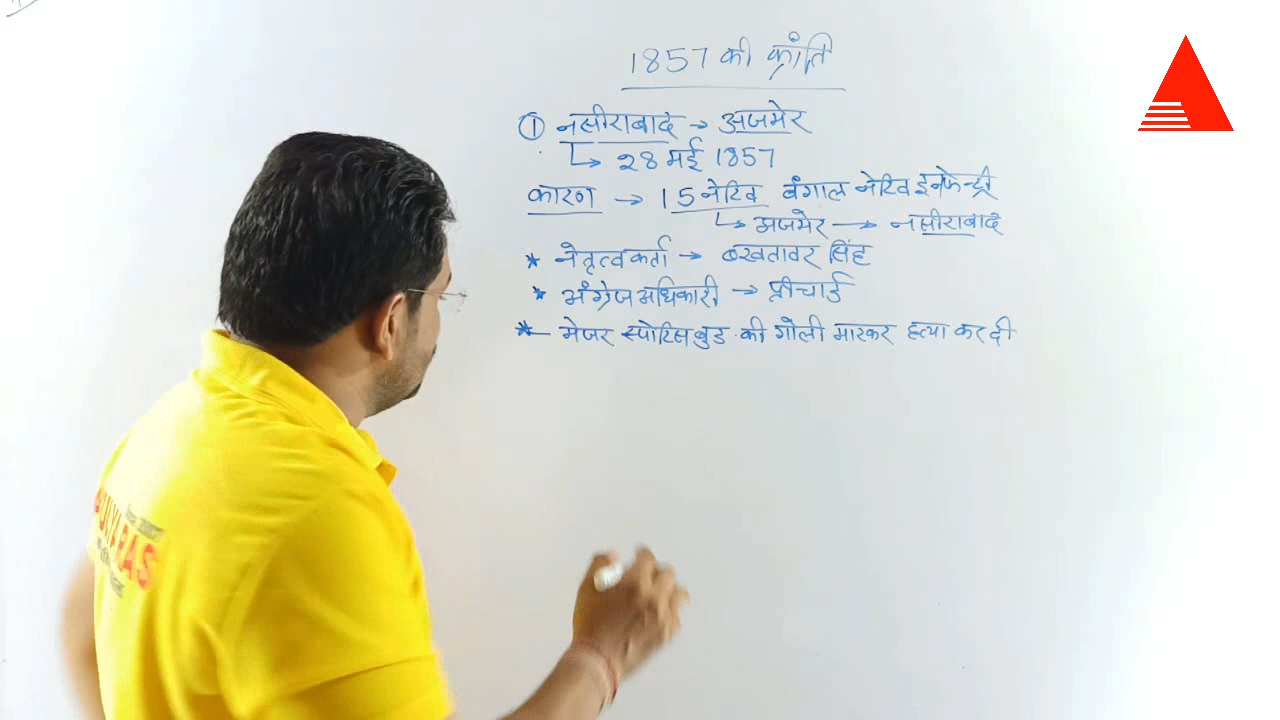 1857 की क्रांति
① नसीराबाद → अजमेर
↳ 28 मई 1857
कारण → 15 नेटिव बंगाल नेटिव इन्फेन्ट्री
↳ अजमेर → नसीराबाद
* नेतृत्वकर्ता → बखतावर सिंह
* अंग्रेज अधिकारी → प्रीचार्ड
* मेजर स्पोटिसवुड की गोली मारकर हत्या कर दी